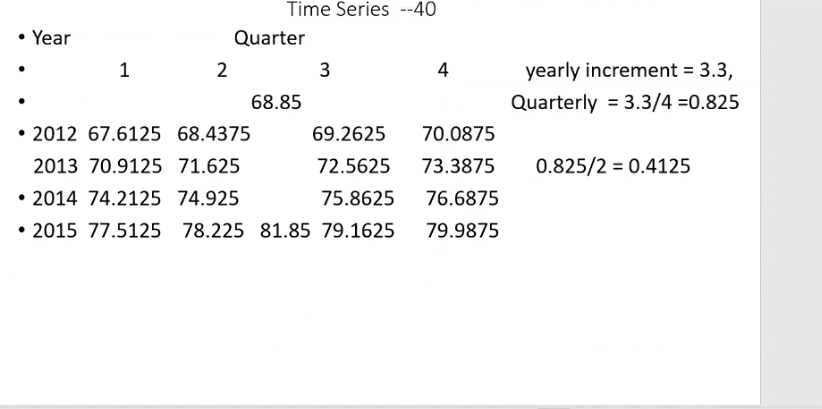 Time Series --40
• Year Quarter
• 1 2 3 4 yearly increment = 3.3,
• 68.85 Quarterly = 3.3/4 =0.825
• 2012 67.6125 68.4375 69.2625 70.0875
2013 70.9125 71.625 72.5625 73.3875 0.825/2 = 0.4125
• 2014 74.2125 74.925 75.8625 76.6875
• 2015 77.5125 78.225 81.85 79.1625 79.9875